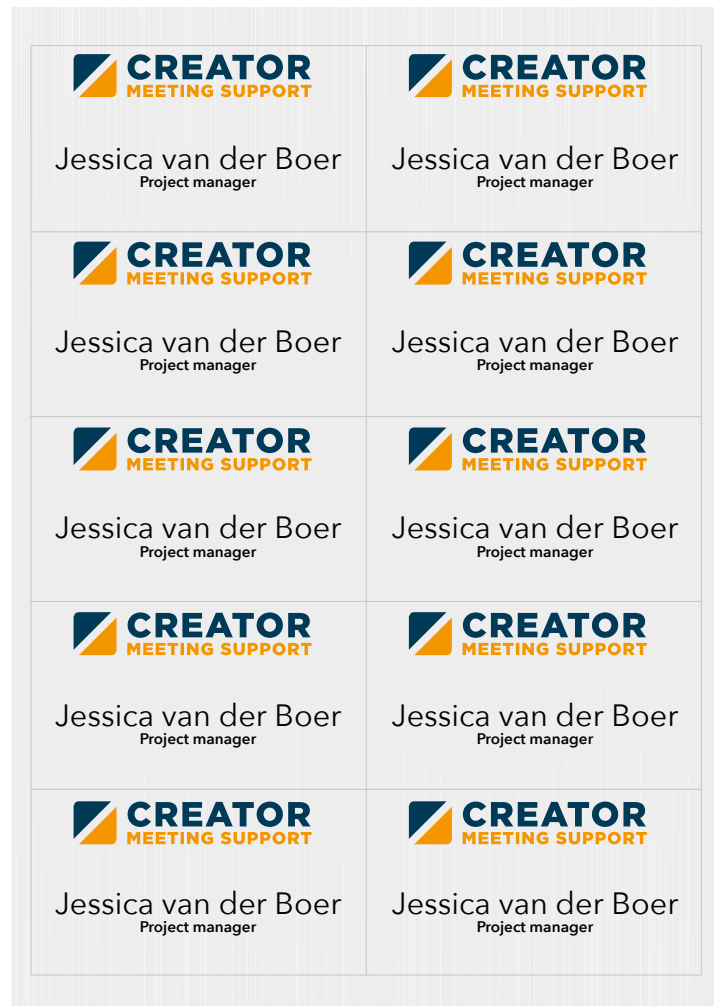 CREATOR
MEETING SUPPORT
Jessica van der Boer
Project manager
CREATOR
MEETING SUPPORT
Jessica van der Boer
Project manager
CREATOR
MEETING SUPPORT
Jessica van der Boer
Project manager
CREATOR
MEETING SUPPORT
Jessica van der Boer
Project manager
CREATOR
MEETING SUPPORT
Jessica van der Boer
Project manager
CREATOR
MEETING SUPPORT
Jessica van der Boer
Project manager
CREATOR
MEETING SUPPORT
Jessica van der Boer
Project manager
CREATOR
MEETING SUPPORT
Jessica van der Boer
Project manager
CREATOR
MEETING SUPPORT
Jessica van der Boer
Project manager
CREATOR
MEETING SUPPORT
Jessica van der Boer
Project manager